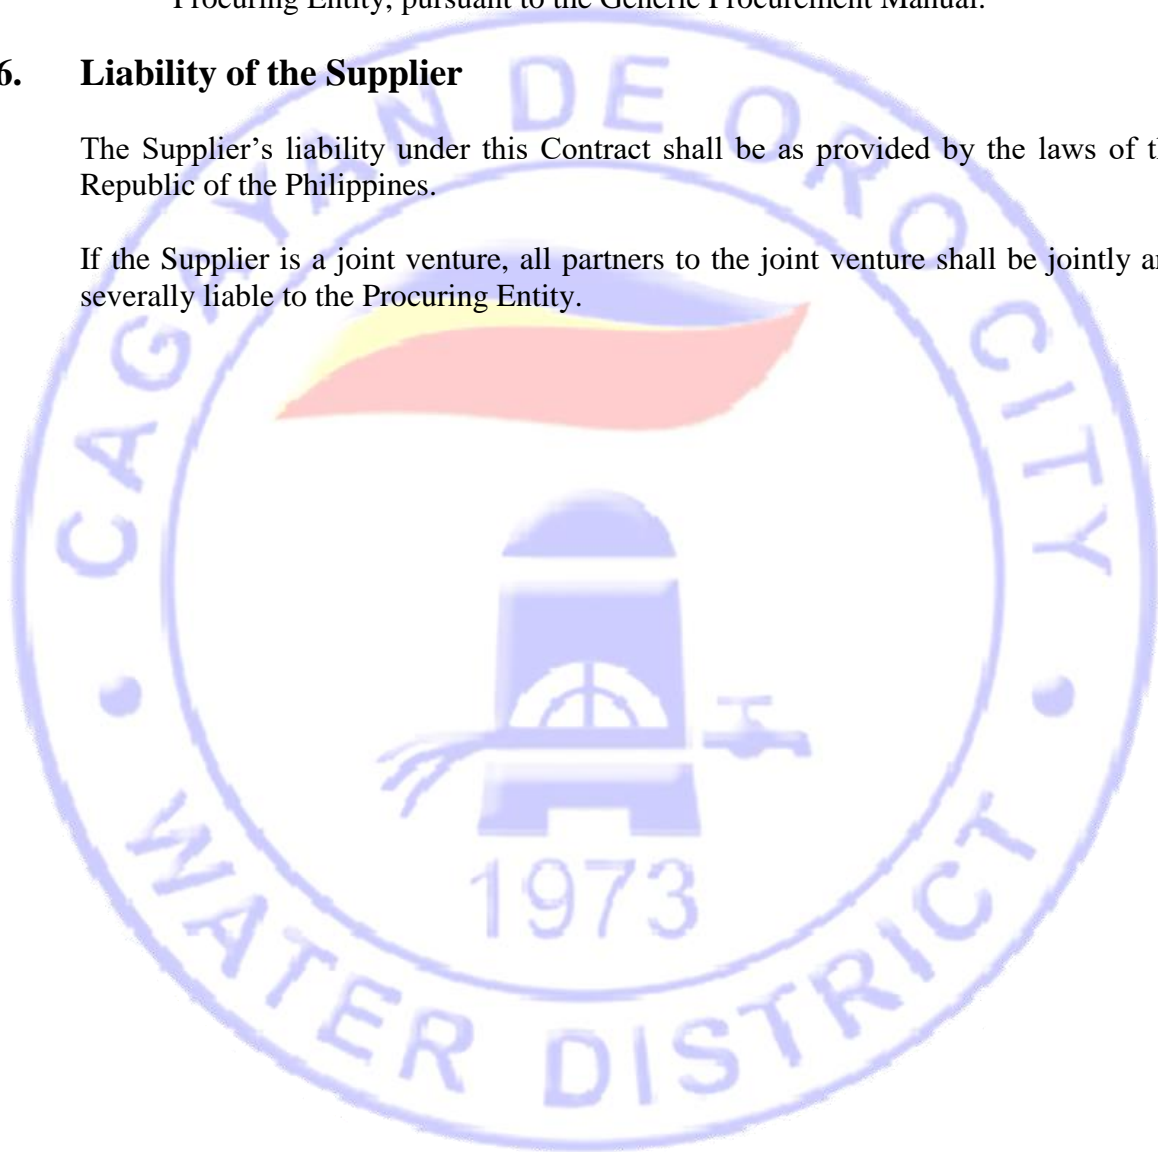 Procuring Entity, pursuant to the Generic Procurement Manual.
6. Liability of the Supplier
The Supplier’s liability under this Contract shall be as provided by the laws of
Republic of the Philippines.
If the Supplier is a joint venture, all partners to the joint venture shall be jointly
severally liable to the Procuring Entity.
CAGAYAN DE ORO CITY
1973
WATER DISTRICT